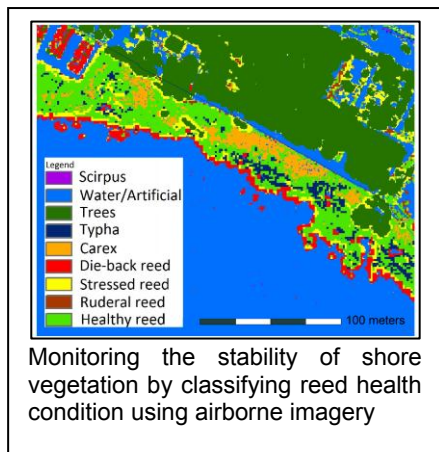 Legend
Scirpus
Water/Artificial
Trees
Typha
Carex
Die-back reed
Stressed reed
Ruderal reed
Healthy reed
100 meters
Monitoring the stability of shore
vegetation by classifying reed health
condition using airborne imagery